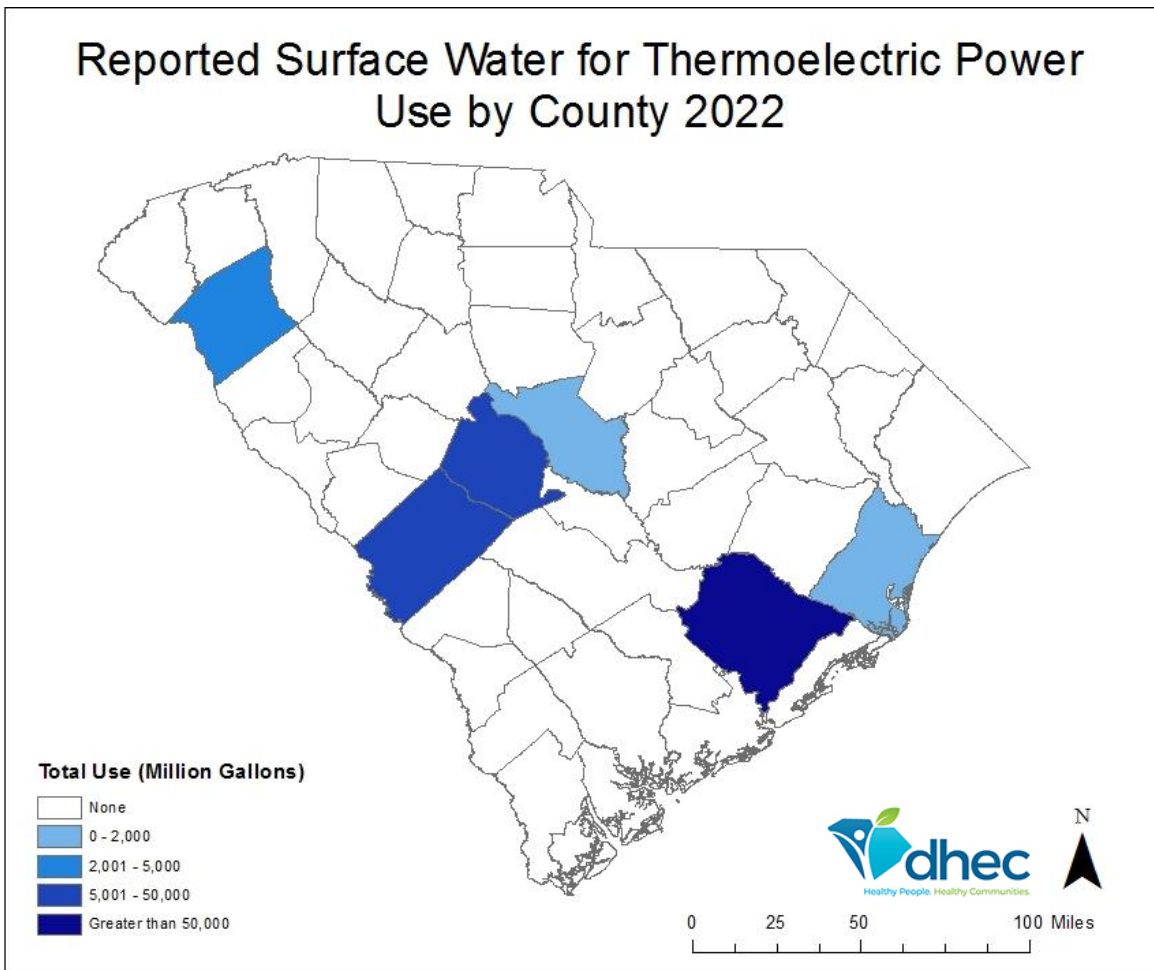 Reported Surface Water for Thermoelectric Power
Use by County 2022
Total Use (Million Gallons)
None
0 - 2,000
2,001 - 5,000
5,001 - 50,000
Greater than 50,000
dhec
Healthy People. Healthy Communities.
N
0 25 50 100 Miles